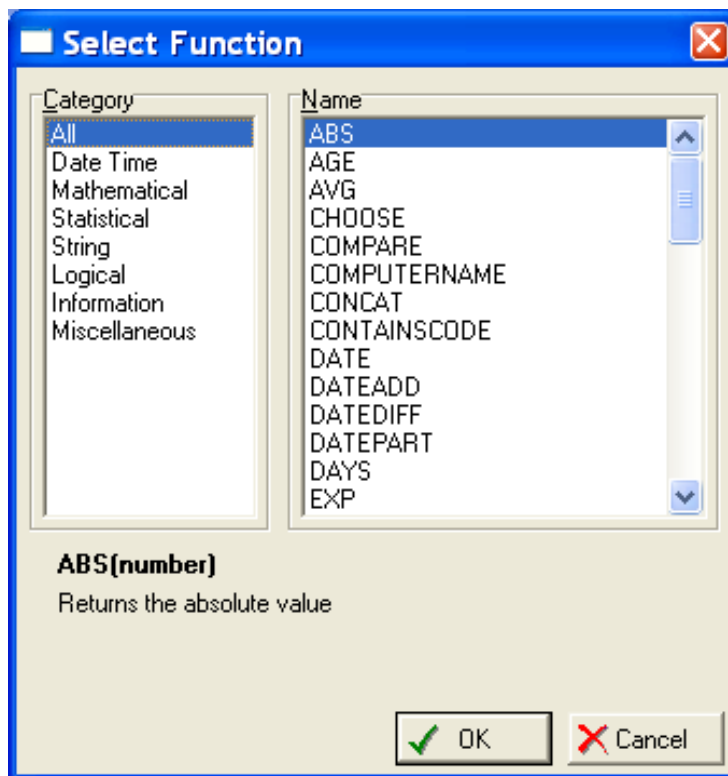 Select Function
Category
All
Date Time
Mathematical
Statistical
String
Logical
Information
Miscellaneous
Name
ABS
AGE
AVG
CHOOSE
COMPARE
COMPUTERNAME
CONCAT
CONTAINSCODE
DATE
DATEADD
DATEDIFF
DATEPART
DAYS
EXP
ABS(number)
Returns the absolute value
OK
Cancel